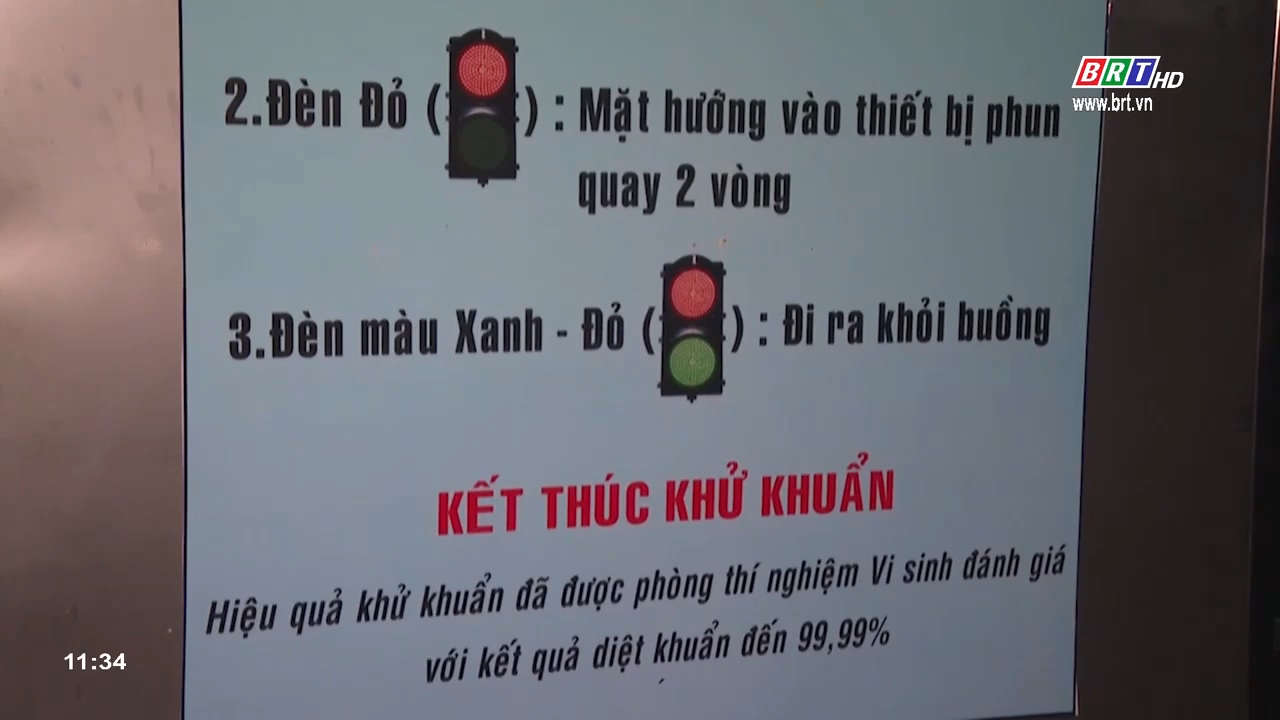 BRT HD
www.brt.vn
2.Đèn Đỏ ( ) : Mặt hướng vào thiết bị phun
quay 2 vòng
3.Đèn màu Xanh - Đỏ ( ) : Đi ra khỏi buồng
KẾT THÚC KHỬ KHUẨN
Hiệu quả khử khuẩn đã được phòng thí nghiệm Vi sinh đánh giá
với kết quả diệt khuẩn đến 99,99%
11:34